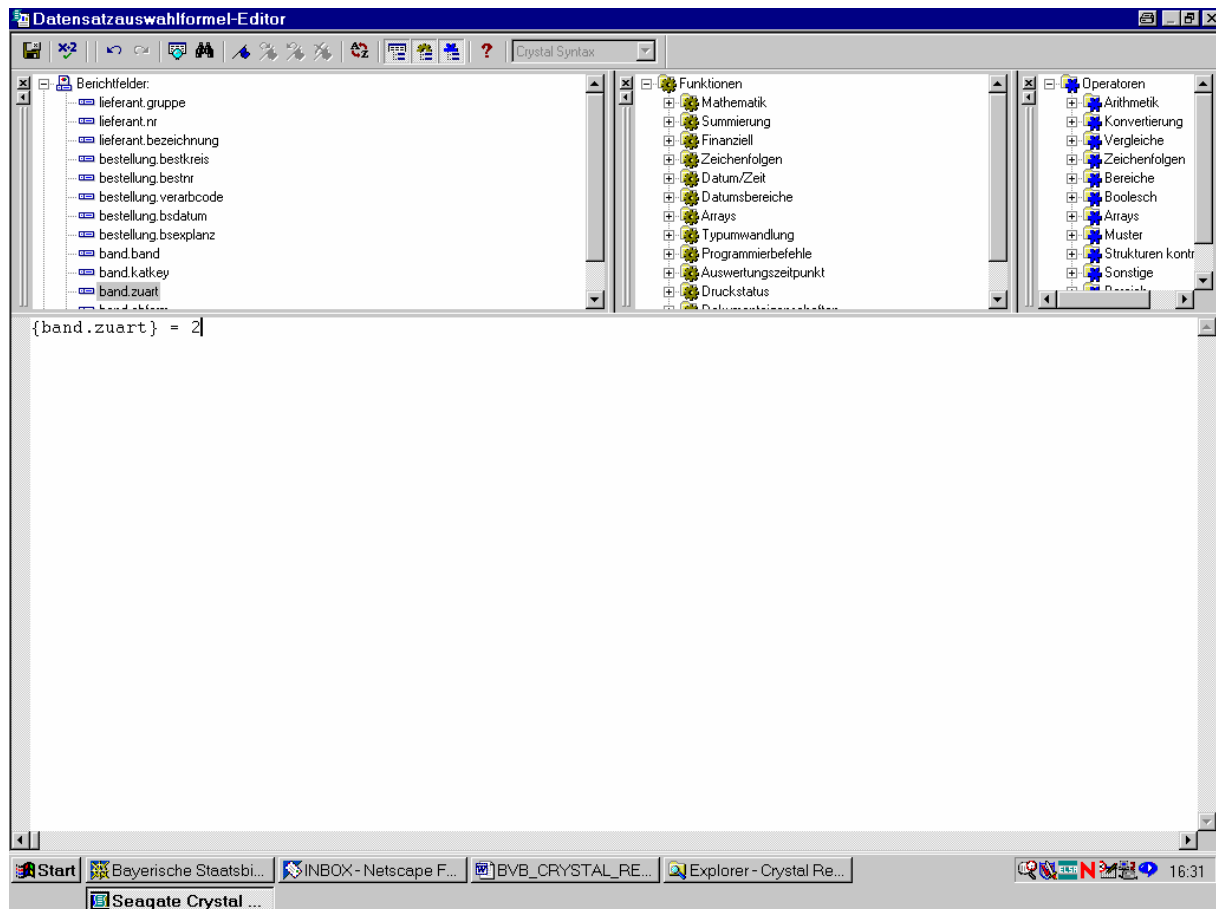 Datensatzauswahlformel-Editor
X+2 ? Crystal Syntax
Berichtfelder:
lieferant.gruppe
lieferant.nr
lieferant.bezeichnung
bestellung.bestkreis
bestellung.bestnr
bestellung.verarbcode
bestellung.bsdatum
bestellung.bsexplanz
band.band
band.katkey
band.zuart
Funktionen
Mathematik
Summierung
Finanziell
Zeichenfolgen
Datum/Zeit
Datumsbereiche
Arrays
Typumwandlung
Programmierbefehle
Auswertungszeitpunkt
Druckstatus
Operatoren
Arithmetik
Konvertierung
Vergleiche
Zeichenfolgen
Bereiche
Boolesch
Arrays
Muster
Strukturen kontr
Sonstige
{band.zuart} = 2
Start Bayerische Staatsbi... INBOX - Netscape F... BVB_CRYSTAL_RE... Explorer - Crystal Re... ELSA N 16:31
Seagate Crystal ...